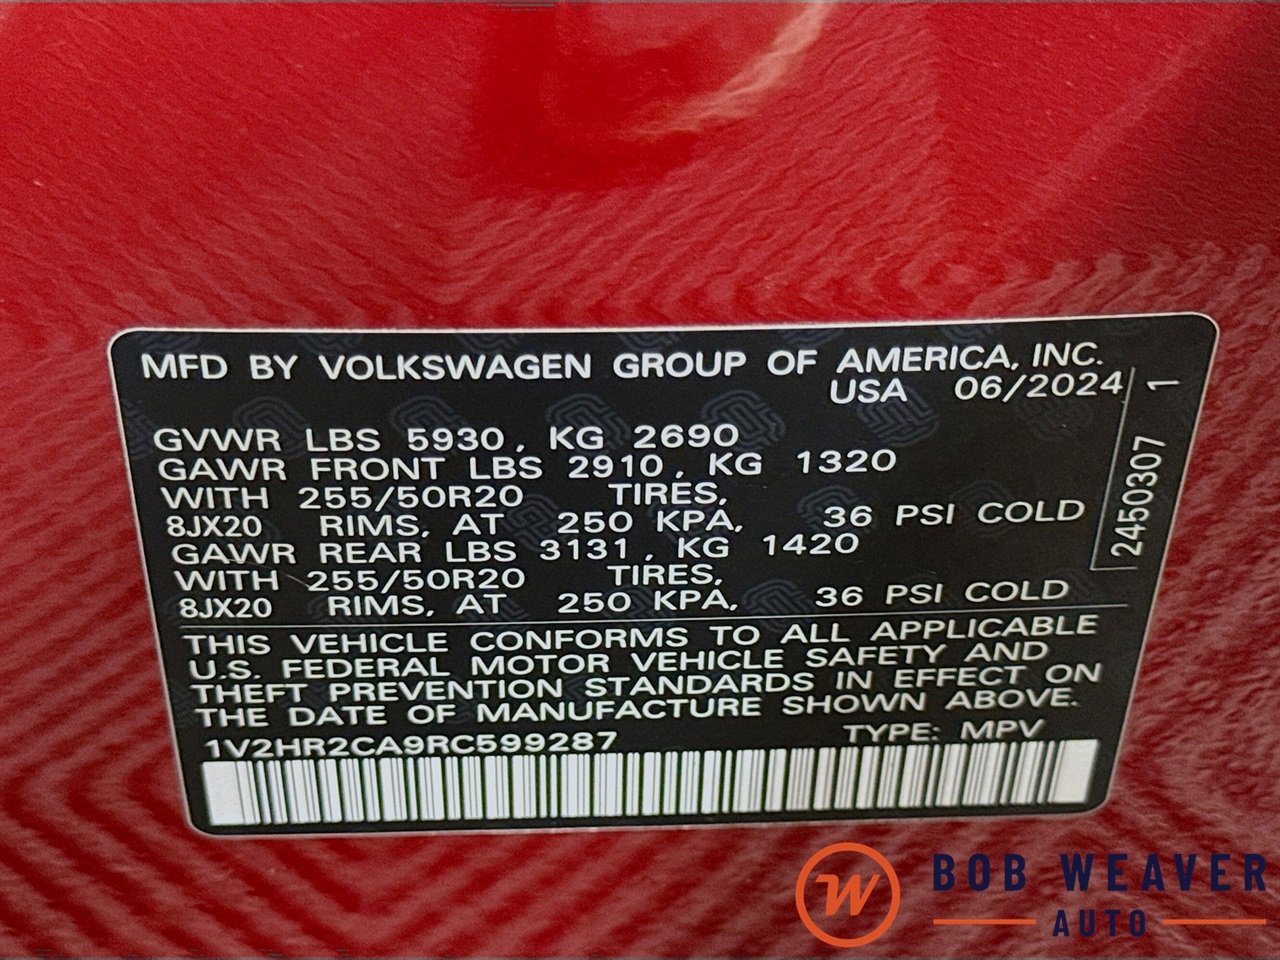 MFD BY VOLKSWAGEN GROUP OF AMERICA, INC.
USA 06/2024
GVWR LBS 5930, KG 2690
GAWR FRONT LBS 2910, KG 1320
WITH 255/50R20 TIRES,
8JX20 RIMS, AT 250 KPA, 36 PSI COLD
GAWR REAR LBS 3131, KG 1420
WITH 255/50R20 TIRES,
8JX20 RIMS, AT 250 KPA, 36 PSI COLD
2450307 1
THIS VEHICLE CONFORMS TO ALL APPLICABLE
U.S. FEDERAL MOTOR VEHICLE SAFETY AND
THEFT PREVENTION STANDARDS IN EFFECT ON
THE DATE OF MANUFACTURE SHOWN ABOVE.
1V2HR2CA9RC599287 TYPE: MPV
W BOB WEAVER
AUTO